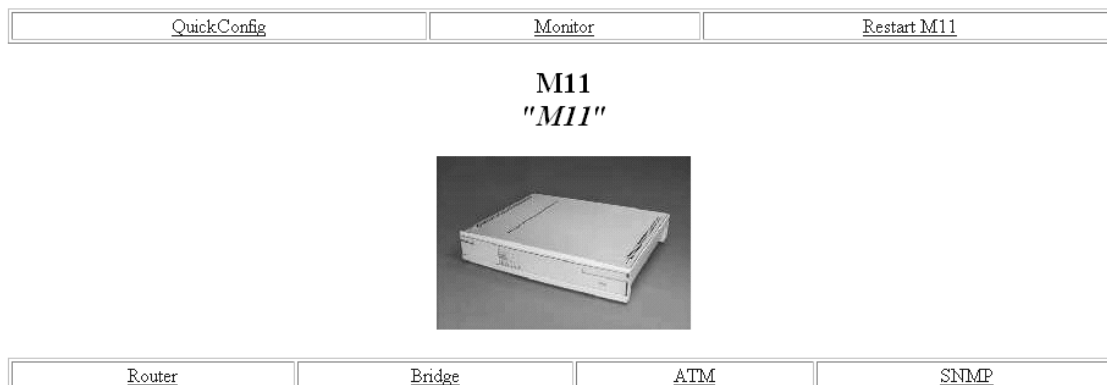 QuickConfig Monitor Restart M11
M11
"M11"
Router Bridge ATM SNMP